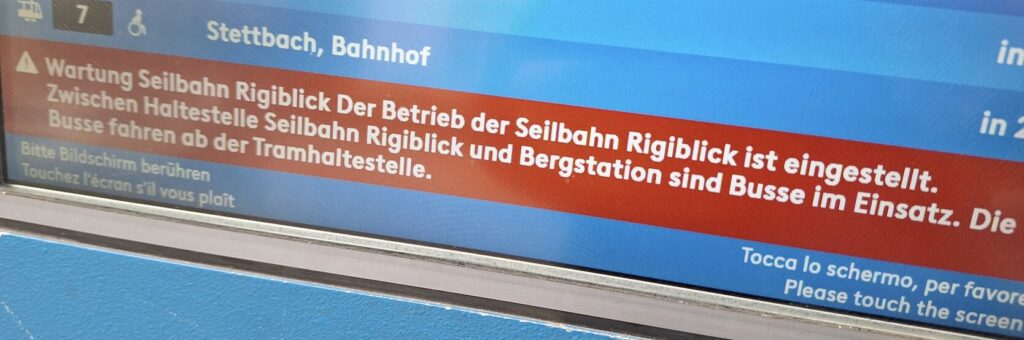 7 Stettbach, Bahnhof in
in 2
Wartung Seilbahn Rigiblick Der Betrieb der Seilbahn Rigiblick ist eingestellt.
Zwischen Haltestelle Seilbahn Rigiblick und Bergstation sind Busse im Einsatz. Die
Busse fahren ab der Tramhaltestelle.
Bitte Bildschirm berühren
Touchez l'écran s'il vous plaît
Tocca lo schermo, per favore
Please touch the screen